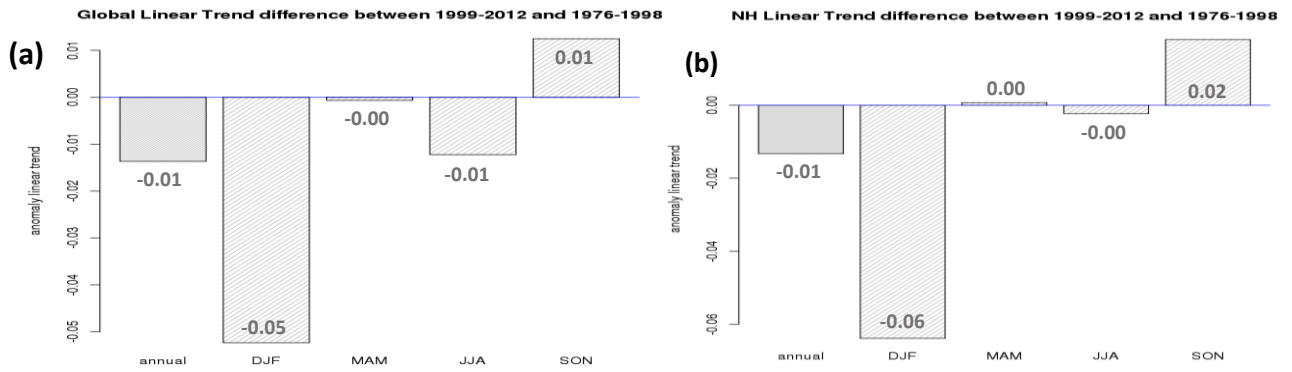 Global Linear Trend difference between 1999-2012 and 1976-1998
(a)
anomaly linear trend
0.01
0.00
-0.01
-0.02
-0.03
-0.04
-0.05
-0.01
-0.05
-0.00
-0.01
0.01
annual DJF MAM JJA SON
NH Linear Trend difference between 1999-2012 and 1976-1998
(b)
anomaly linear trend
0.00
-0.02
-0.04
-0.06
-0.01
-0.06
0.00
-0.00
0.02
annual DJF MAM JJA SON